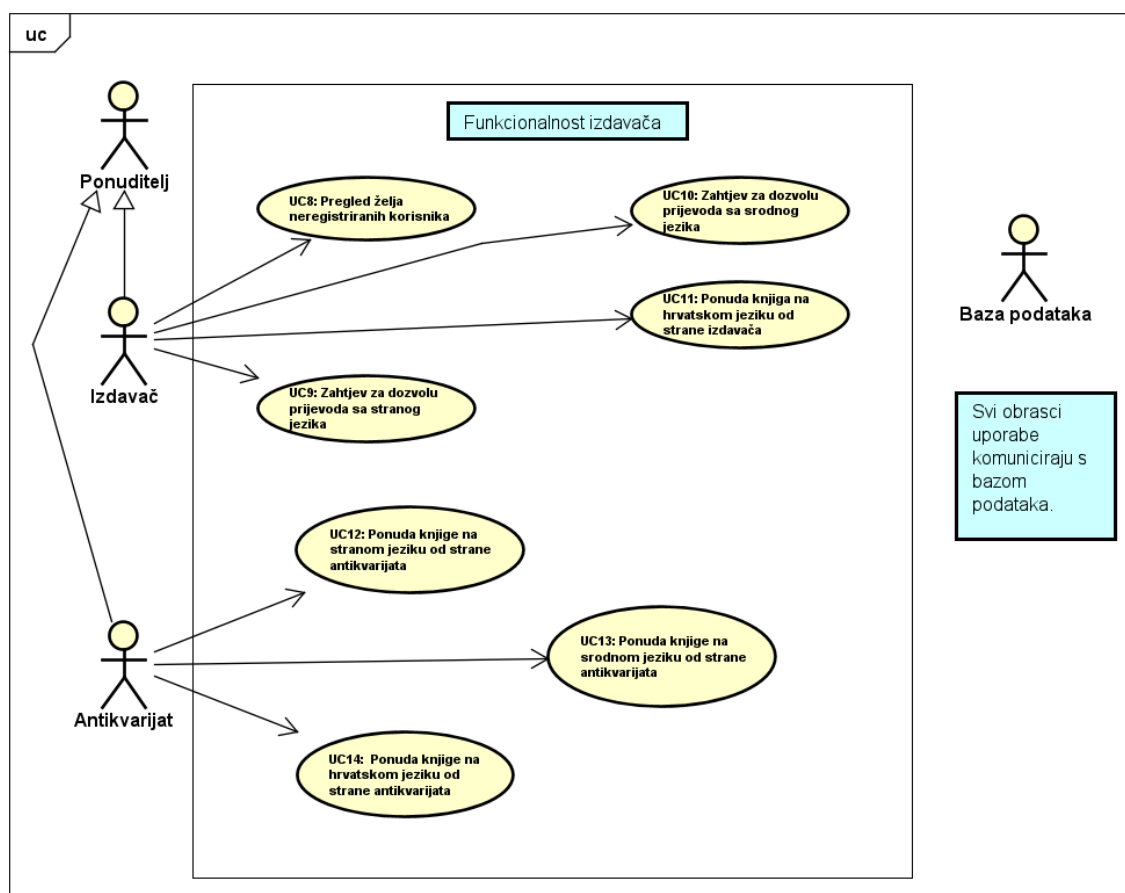 uc
Funkcionalnost izdavača
Ponuditelj
UC8: Pregled želja
neregistriranih korisnika
UC10: Zahtjev za dozvolu
prijevoda sa srodnog
jezika
Baza podataka
UC11: Ponuda knjiga na
hrvatskom jeziku od
strane izdavača
Izdavač
UC9: Zahtjev za dozvolu
prijevoda sa stranog
jezika
Svi obrasci
uporabe
komuniciraju s
bazom
podataka.
UC12: Ponuda knjige na
stranom jeziku od strane
antikvarijata
UC13: Ponuda knjige na
srodnom jeziku od strane
antikvarijata
Antikvarijat
UC14: Ponuda knjige na
hrvatskom jeziku od
strane antikvarijata